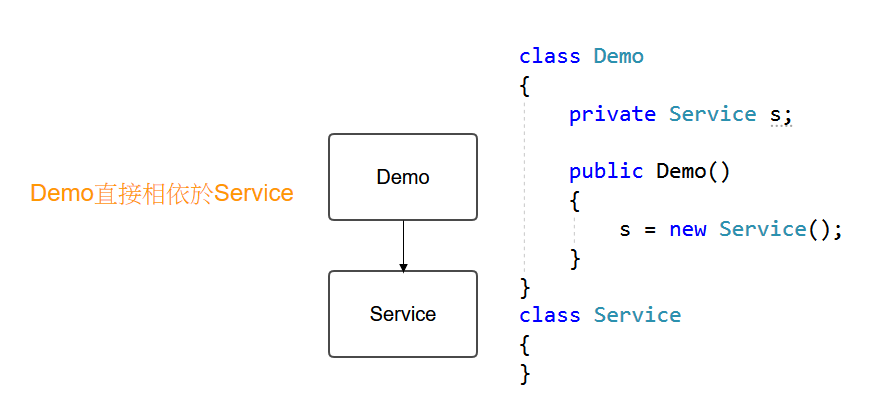 Demo直接相依於Service
Demo
Service
class Demo
{
    private Service s;

    public Demo()
    {
        s = new Service();
    }
}
class Service
{
}